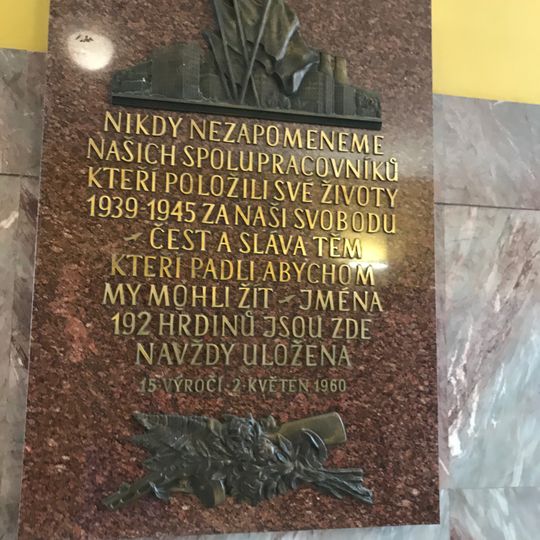 NIKDY NEZAPOMENEME
NAŠICH SPOLUPRACOVNÍKŮ
KTEŘÍ POLOŽILI SVÉ ŽIVOTY
1939-1945 ZA NAŠI SVOBODU
- ČEST A SLÁVA TĚM
KTEŘÍ PADLI, ABYCHOM
MY MOHLI ŽÍT - JMÉNA
192 HRDINŮ JSOU ZDE
NAVŽDY ULOŽENA
15·VÝROČÍ·2·KVĚTEN 1960